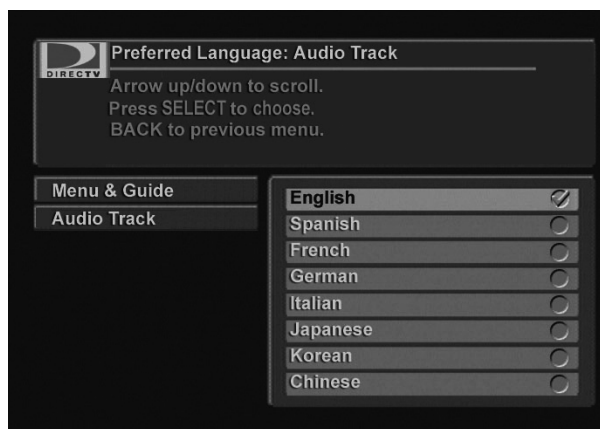 DIRECTV
Preferred Language: Audio Track
Arrow up/down to scroll.
Press SELECT to choose.
BACK to previous menu.
Menu & Guide
Audio Track
English
Spanish
French
German
Italian
Japanese
Korean
Chinese